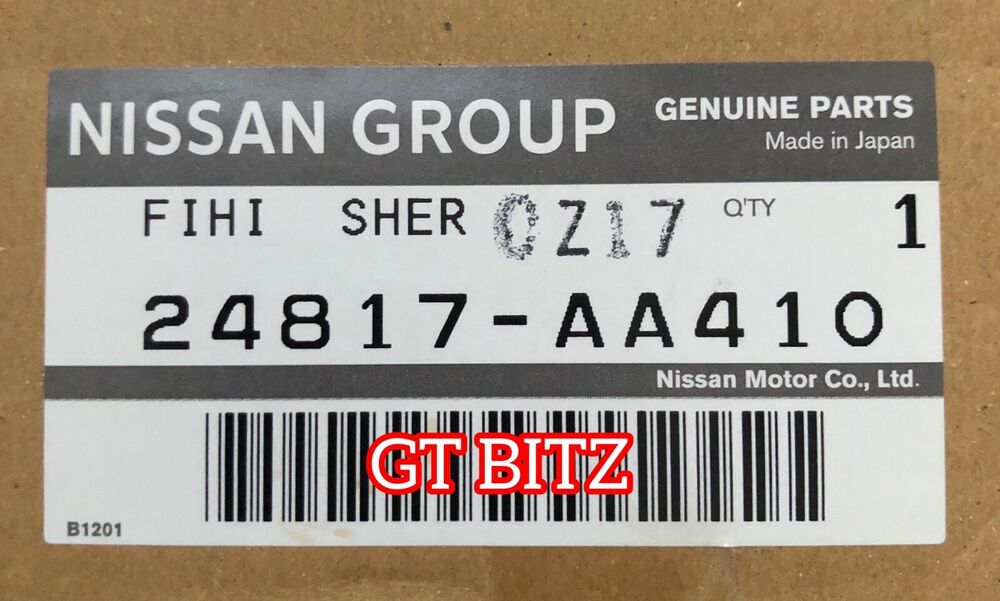 NISSAN GROUP GENUINE PARTS
Made in Japan
FIHI SHER 0Z17 Q'TY 1
24817-AA410
Nissan Motor Co., Ltd.
GT BITZ
B1201